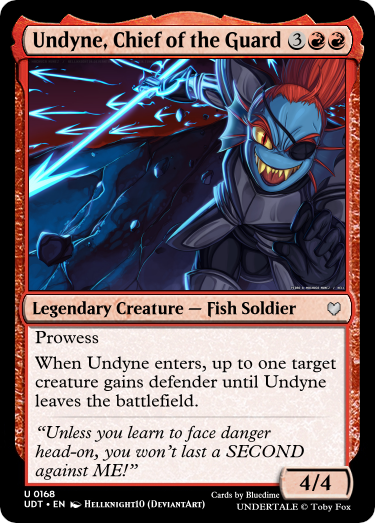 Undyne, Chief of the Guard 3
Legendary Creature — Fish Soldier
Prowess
When Undyne enters, up to one target
creature gains defender until Undyne
leaves the battlefield.
“Unless you learn to face danger
head-on, you won’t last a SECOND
against ME!”
4/4
U 0168
UDT • EN Hellknight10 (DeviantArt)
Cards by Bluedime
UNDERTALE © Toby Fox